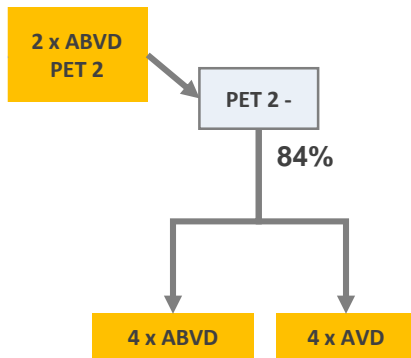 2 x ABVD
PET 2
PET 2 -
84%
4 x ABVD
4 x AVD